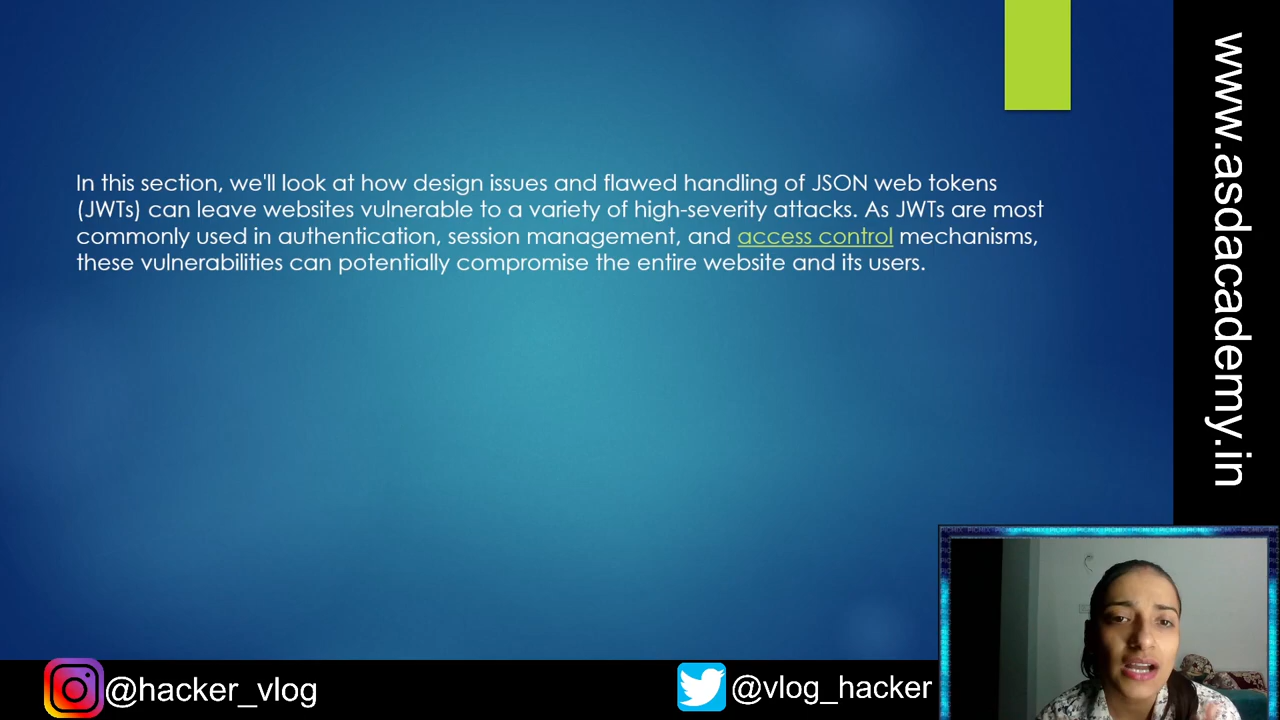 In this section, we'll look at how design issues and flawed handling of JSON web tokens
(JWTs) can leave websites vulnerable to a variety of high-severity attacks. As JWTs are most
commonly used in authentication, session management, and access control mechanisms,
these vulnerabilities can potentially compromise the entire website and its users.
www.asdacademy.in
@hacker_vlog
@vlog_hacker